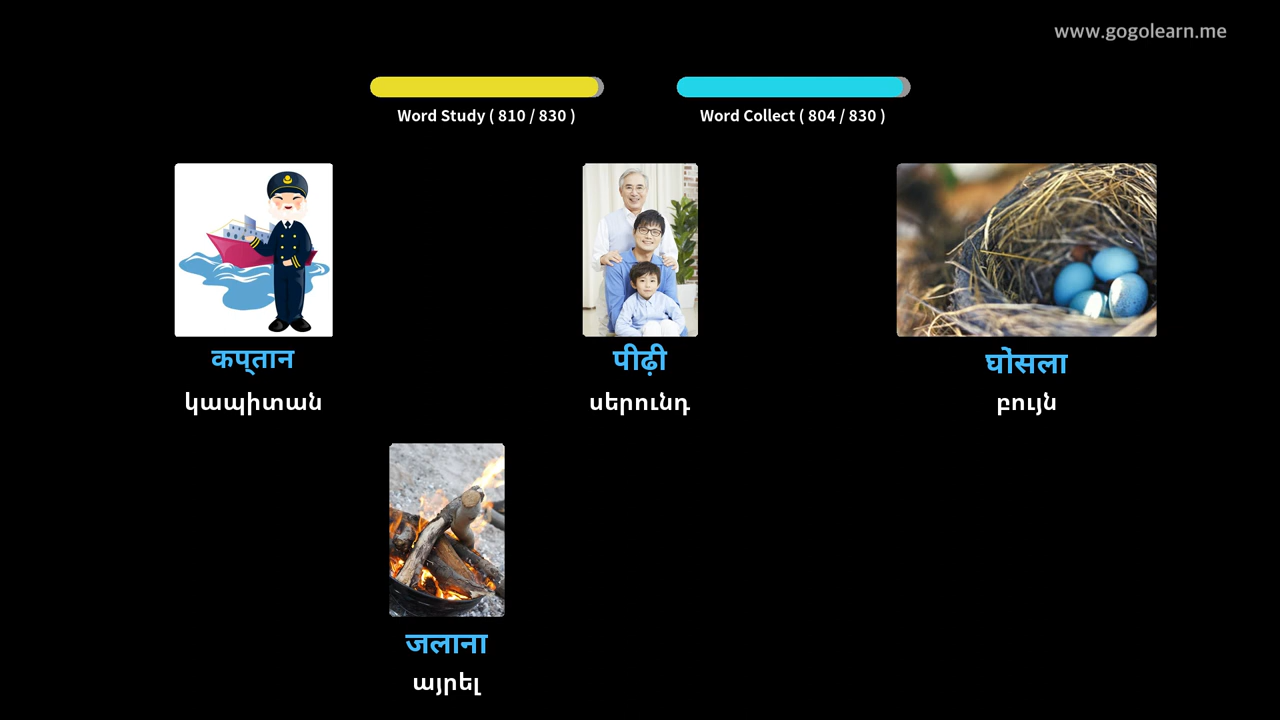 www.gogolearn.me
Word Study ( 810 / 830 )
Word Collect ( 804 / 830 )
कप्तान
पीढ़ी
घोंसला
կապիտան
սերունդ
բույն
जलाना
այրել